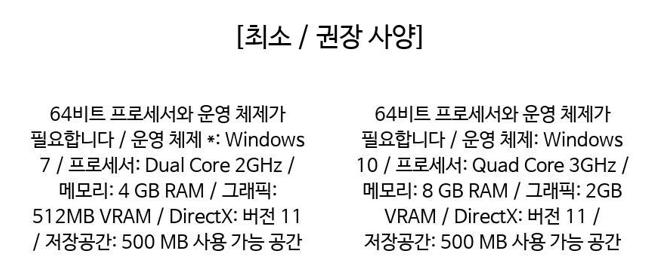 [최소 / 권장 사양]
64비트 프로세서와 운영 체제가
필요합니다 / 운영 체제 *: Windows
7 / 프로세서: Dual Core 2GHz /
메모리: 4 GB RAM / 그래픽:
512MB VRAM / DirectX: 버전 11
/ 저장공간: 500 MB 사용 가능 공간
64비트 프로세서와 운영 체제가
필요합니다 / 운영 체제: Windows
10 / 프로세서: Quad Core 3GHz /
메모리: 8 GB RAM / 그래픽: 2GB
VRAM / DirectX: 버전 11 /
저장공간: 500 MB 사용 가능 공간